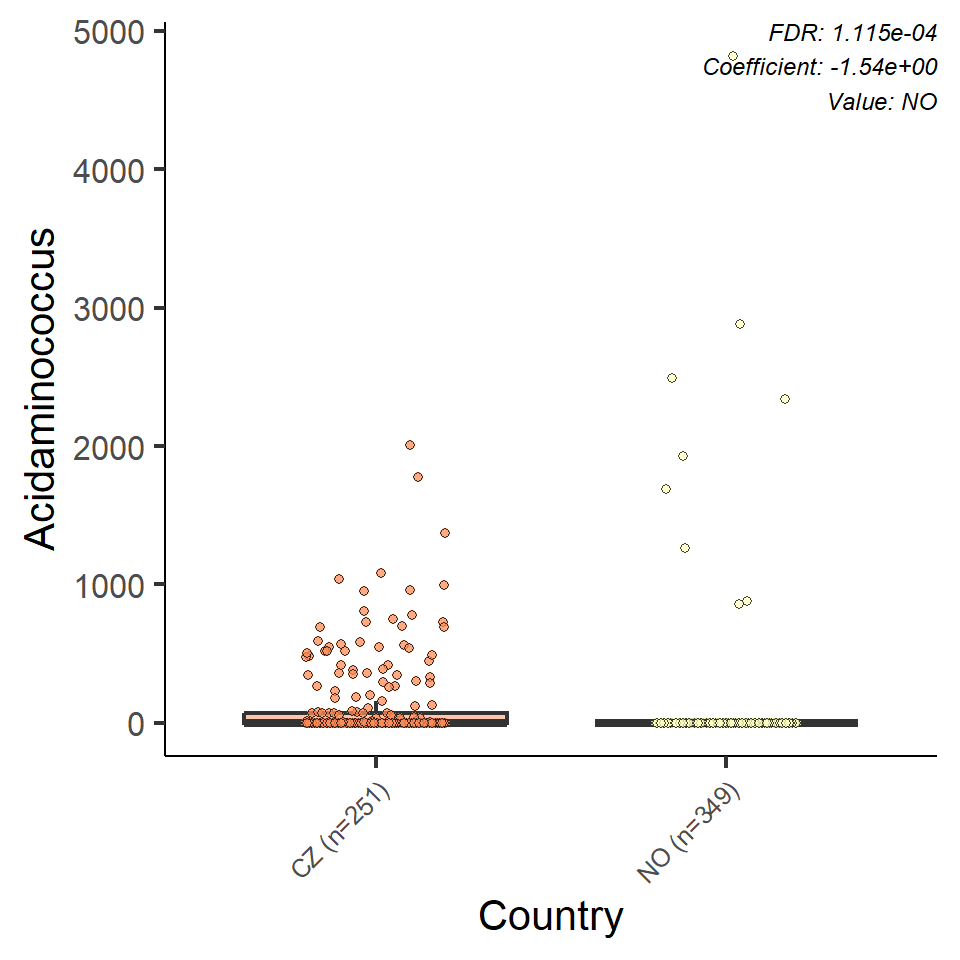 FDR: 1.115e-04
Coefficient: -1.54e+00
Value: NO
5000
4000
3000
2000
1000
0
Acidaminococcus
CZ (n=251)
NO (n=349)
Country